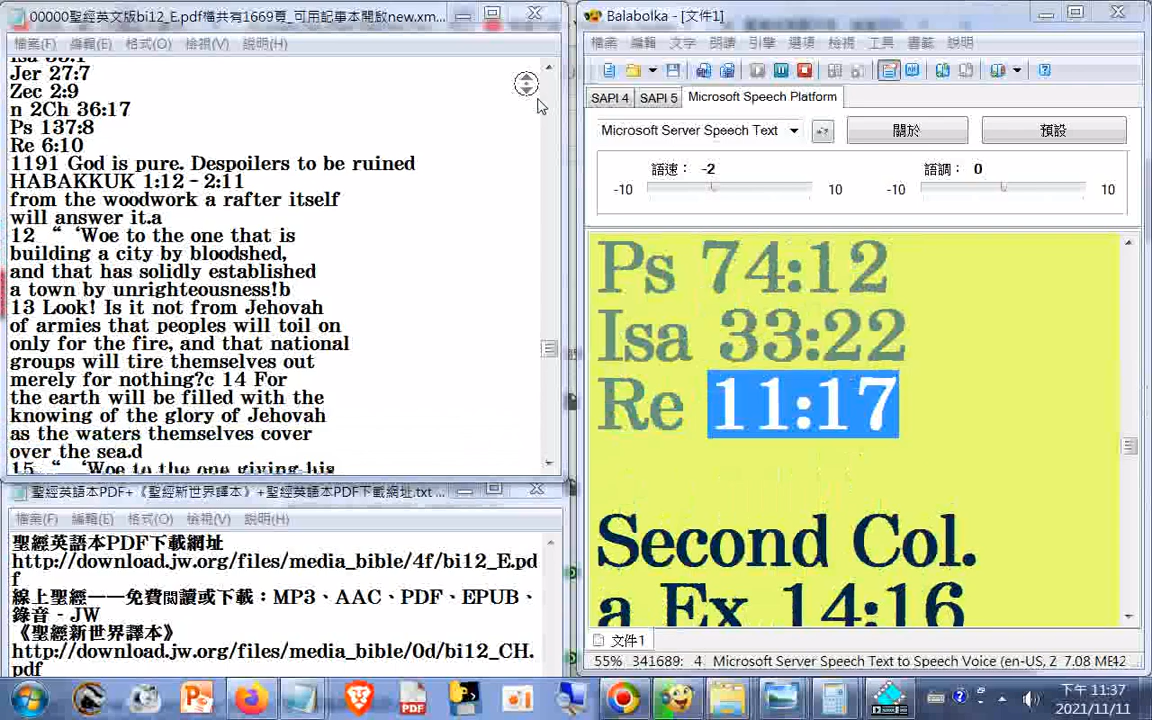 00000聖經英文版bi12_E.pdf檔共有1669頁_可用記事本開啟new.xm...
檔案(F) 編輯(E) 格式(O) 檢視(V) 說明(H)
Jer 27:7
Zec 2:9
n 2Ch 36:17
Ps 137:8
Re 6:10
1191 God is pure. Despoilers to be ruined
HABAKKUK 1:12–2:11
from the woodwork a rafter itself
will answer it.a
12 “ ‘Woe to the one that is
building a city by bloodshed,
and that has solidly established
a town by unrighteousness!b
13 Look! Is it not from Jehovah
of armies that peoples will toil on
only for the fire, and that national
groups will tire themselves out
merely for nothing?c 14 For
the earth will be filled with the
knowing of the glory of Jehovah
as the waters themselves cover
over the sea.d
15 “ ‘Woe to the one giving his
聖經英語本PDF+《聖經新世界譯本》+聖經英語本PDF下載網址.txt ...
檔案(F) 編輯(E) 格式(O) 檢視(V) 說明(H)
聖經英語本PDF下載網址
http://download.jw.org/files/media_bible/4f/bi12_E.pd
f
線上聖經——免費閱讀或下載：MP3、AAC、PDF、EPUB、
錄音 - JW
《聖經新世界譯本》
http://download.jw.org/files/media_bible/0d/bi12_CH.
pdf
Balabolka - [文件1]
檔案 編輯 文字 朗讀 引擎 選項 檢視 工具 書籤 說明
SAPI 4 SAPI 5 Microsoft Speech Platform
Microsoft Server Speech Text 關於 預設
語速： -2 語調： 0
-10 10 -10 10
Ps 74:12
Isa 33:22
Re 11:17
Second Col.
a Ex 14:16
文件1
55% 341689: 4 Microsoft Server Speech Text to Speech Voice (en-US, Z 7.08 ME42
下午 11:37
2021/11/11